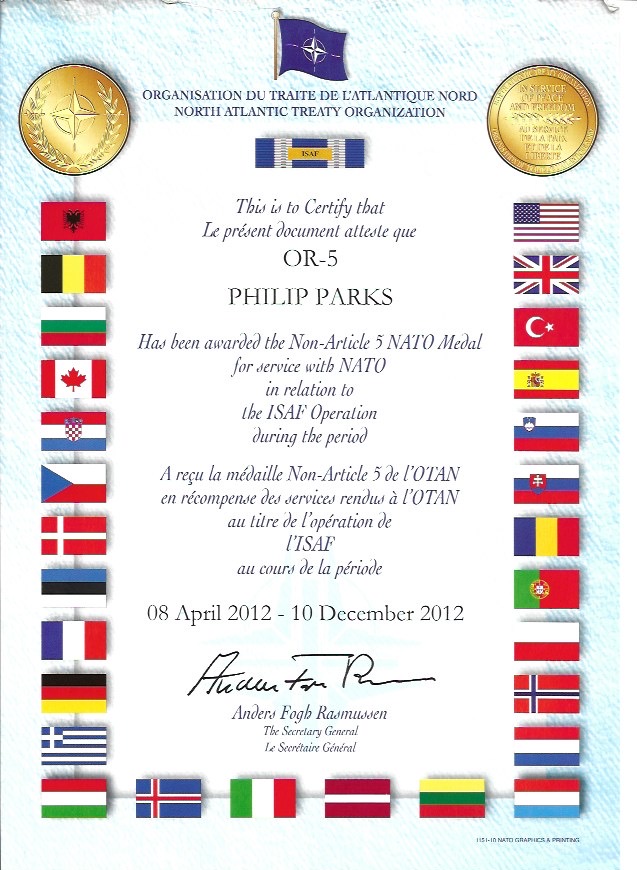 ORGANISATION DU TRAITE DE L'ATLANTIQUE NORD
NORTH ATLANTIC TREATY ORGANIZATION
IN SERVICE
OF PEACE
AND FREEDOM
AU SERVICE
DE LA PAIX
ET DE LA
LIBERTE
ISAF
This is to Certify that
Le présent document atteste que
OR-5
PHILIP PARKS
Has been awarded the Non-Article 5 NATO Medal
for service with NATO
in relation to
the ISAF Operation
during the period
A reçu la médaille Non-Article 5 de l'OTAN
en récompense des services rendus à l'OTAN
au titre de l'opération de
l'ISAF
au cours de la période
08 April 2012 - 10 December 2012
Anders Fogh Rasmussen
The Secretary General
Le Secrétaire Général
1151-10 NATO GRAPHICS & PRINTING